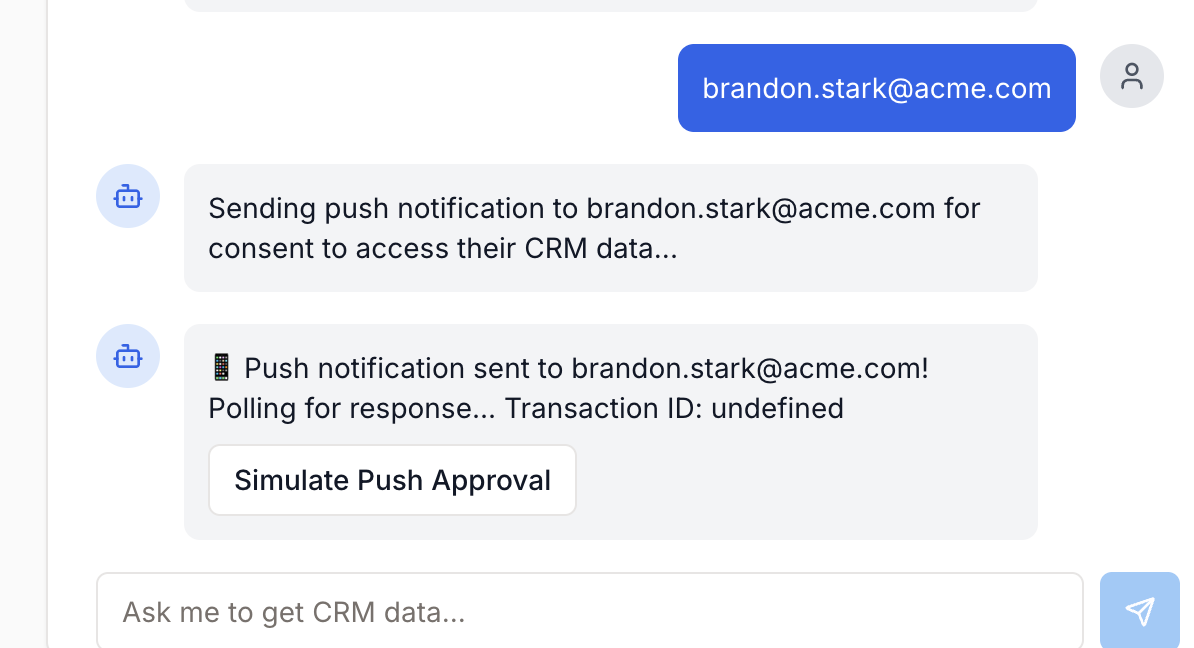 brandon.stark@acme.com
Sending push notification to brandon.stark@acme.com for
consent to access their CRM data...
📱 Push notification sent to brandon.stark@acme.com!
Polling for response... Transaction ID: undefined
Simulate Push Approval
Ask me to get CRM data...